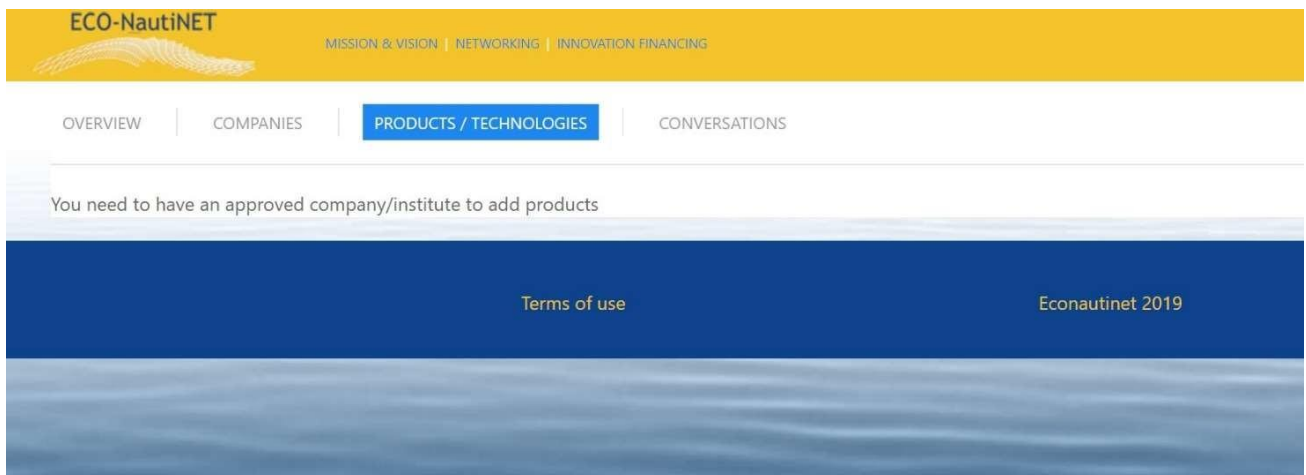 ECO-NautiNET
MISSION & VISION | NETWORKING | INNOVATION FINANCING
OVERVIEW | COMPANIES | PRODUCTS / TECHNOLOGIES | CONVERSATIONS
You need to have an approved company/institute to add products
Terms of use Econautinet 2019